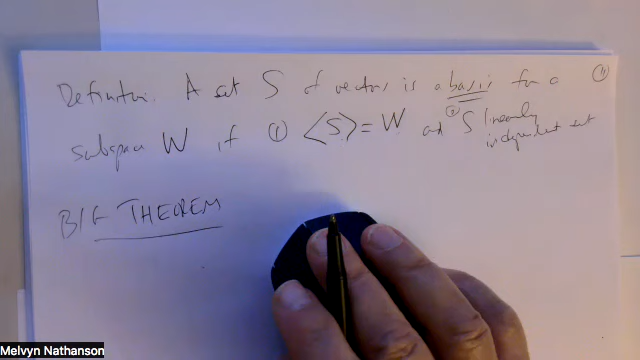 Definition. A set S of vectors is a basis for a ⑪
subspace W if ① <S> = W and ② S linearly
independent set
BIG THEOREM
Melvyn Nathanson